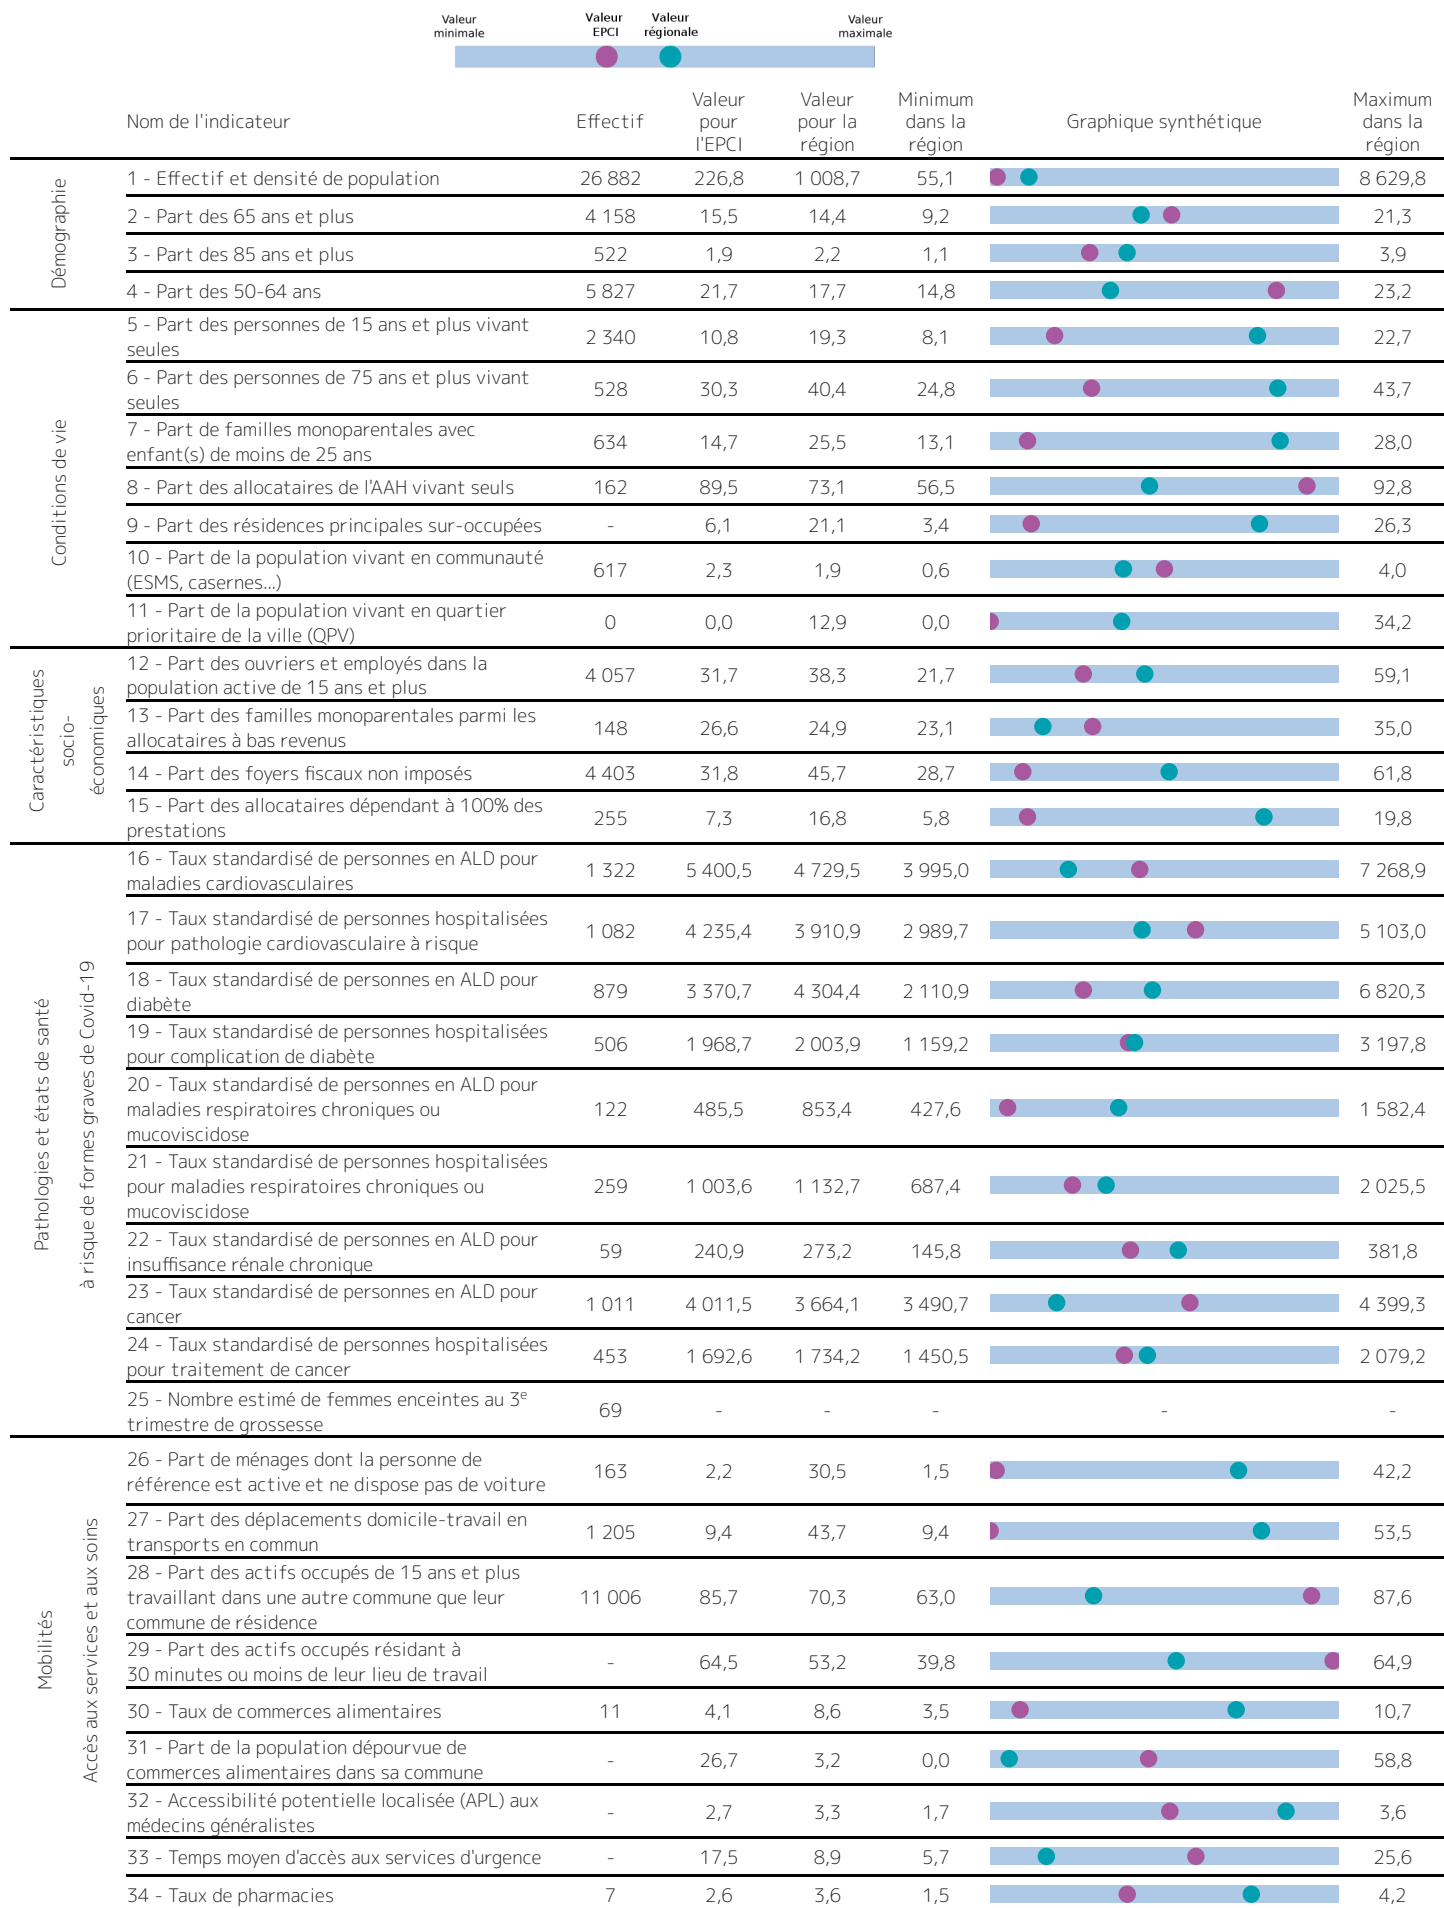 Valeur minimale
Valeur EPCI
Valeur régionale
Valeur maximale
Nom de l'indicateur
Effectif
Valeur pour l'EPCI
Valeur pour la région
Minimum dans la région
Graphique synthétique
Maximum dans la région
Démographie
1 - Effectif et densité de population 26 882 226,8 1 008,7 55,1 8 629,8
2 - Part des 65 ans et plus 4 158 15,5 14,4 9,2 21,3
3 - Part des 85 ans et plus 522 1,9 2,2 1,1 3,9
4 - Part des 50-64 ans 5 827 21,7 17,7 14,8 23,2
Conditions de vie
5 - Part des personnes de 15 ans et plus vivant
seules 2 340 10,8 19,3 8,1 22,7
6 - Part des personnes de 75 ans et plus vivant
seules 528 30,3 40,4 24,8 43,7
7 - Part de familles monoparentales avec
enfant(s) de moins de 25 ans 634 14,7 25,5 13,1 28,0
8 - Part des allocataires de l'AAH vivant seuls 162 89,5 73,1 56,5 92,8
9 - Part des résidences principales sur-occupées - 6,1 21,1 3,4 26,3
10 - Part de la population vivant en communauté
(ESMS, casernes...) 617 2,3 1,9 0,6 4,0
11 - Part de la population vivant en quartier
prioritaire de la ville (QPV) 0 0,0 12,9 0,0 34,2
Caractéristiques
socio-
économiques
12 - Part des ouvriers et employés dans la
population active de 15 ans et plus 4 057 31,7 38,3 21,7 59,1
13 - Part des familles monoparentales parmi les
allocataires à bas revenus 148 26,6 24,9 23,1 35,0
14 - Part des foyers fiscaux non imposés 4 403 31,8 45,7 28,7 61,8
15 - Part des allocataires dépendant à 100% des
prestations 255 7,3 16,8 5,8 19,8
Pathologies et états de santé
à risque de formes graves de Covid-19
16 - Taux standardisé de personnes en ALD pour
maladies cardiovasculaires 1 322 5 400,5 4 729,5 3 995,0 7 268,9
17 - Taux standardisé de personnes hospitalisées
pour pathologie cardiovasculaire à risque 1 082 4 235,4 3 910,9 2 989,7 5 103,0
18 - Taux standardisé de personnes en ALD pour
diabète 879 3 370,7 4 304,4 2 110,9 6 820,3
19 - Taux standardisé de personnes hospitalisées
pour complication de diabète 506 1 968,7 2 003,9 1 159,2 3 197,8
20 - Taux standardisé de personnes en ALD pour
maladies respiratoires chroniques ou 122 485,5 853,4 427,6 1 582,4
mucoviscidose
21 - Taux standardisé de personnes hospitalisées
pour maladies respiratoires chroniques ou 259 1 003,6 1 132,7 687,4 2 025,5
mucoviscidose
22 - Taux standardisé de personnes en ALD pour
insuffisance rénale chronique 59 240,9 273,2 145,8 381,8
23 - Taux standardisé de personnes en ALD pour
cancer 1 011 4 011,5 3 664,1 3 490,7 4 399,3
24 - Taux standardisé de personnes hospitalisées
pour traitement de cancer 453 1 692,6 1 734,2 1 450,5 2 079,2
25 - Nombre estimé de femmes enceintes au 3e
trimestre de grossesse 69 - - - - -
Mobilités
Accès aux services et aux soins
26 - Part de ménages dont la personne de
référence est active et ne dispose pas de voiture 163 2,2 30,5 1,5 42,2
27 - Part des déplacements domicile-travail en
transports en commun 1 205 9,4 43,7 9,4 53,5
28 - Part des actifs occupés de 15 ans et plus
travaillant dans une autre commune que leur 11 006 85,7 70,3 63,0 87,6
commune de résidence
29 - Part des actifs occupés résidant à
30 minutes ou moins de leur lieu de travail - 64,5 53,2 39,8 64,9
30 - Taux de commerces alimentaires 11 4,1 8,6 3,5 10,7
31 - Part de la population dépourvue de
commerces alimentaires dans sa commune - 26,7 3,2 0,0 58,8
32 - Accessibilité potentielle localisée (APL) aux
médecins généralistes - 2,7 3,3 1,7 3,6
33 - Temps moyen d'accès aux services d'urgence - 17,5 8,9 5,7 25,6
34 - Taux de pharmacies 7 2,6 3,6 1,5 4,2